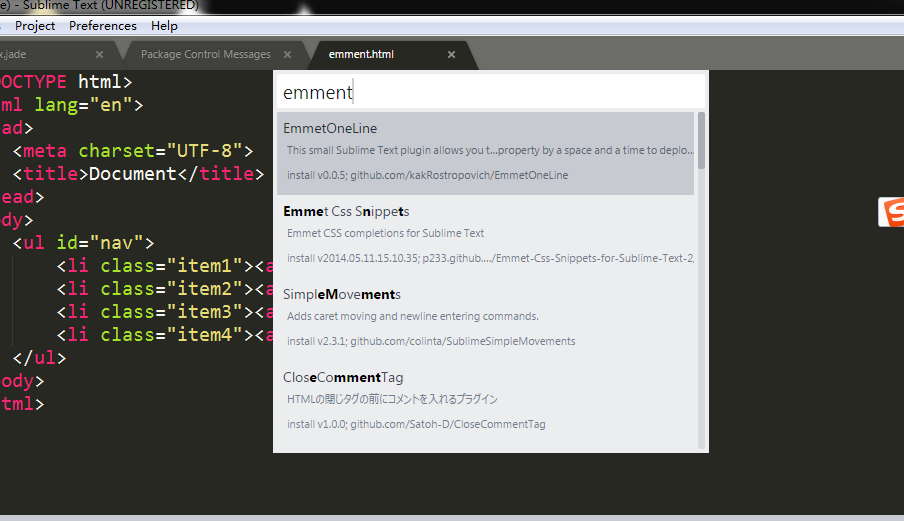 e) - Sublime Text (UNREGISTERED)
s Project Preferences Help
x.jade × Package Control Messages × emment.html ×
emment
OCTYPE html>
ml lang="en">
ad>
<meta charset="UTF-8">
<title>Document</title>
ead>
dy>
<ul id="nav">
<li class="item1"><a
<li class="item2"><a
<li class="item3"><a
<li class="item4"><a
</ul>
ody>
tml>
EmmetOneLine
This small Sublime Text plugin allows you t...property by a space and a time to deplo...
install v0.0.5; github.com/kakRostropovich/EmmetOneLine
Emmet Css Snippets
Emmet CSS completions for Sublime Text
install v2014.05.11.15.10.35; p233.github..../Emmet-Css-Snippets-for-Sublime-Text-2/
SimpleMovements
Adds caret moving and newline entering commands.
install v2.3.1; github.com/colinta/SublimeSimpleMovements
CloseCommentTag
HTMLの閉じタグの前にコメントを入れるプラグイン
install v1.0.0; github.com/Satoh-D/CloseCommentTag